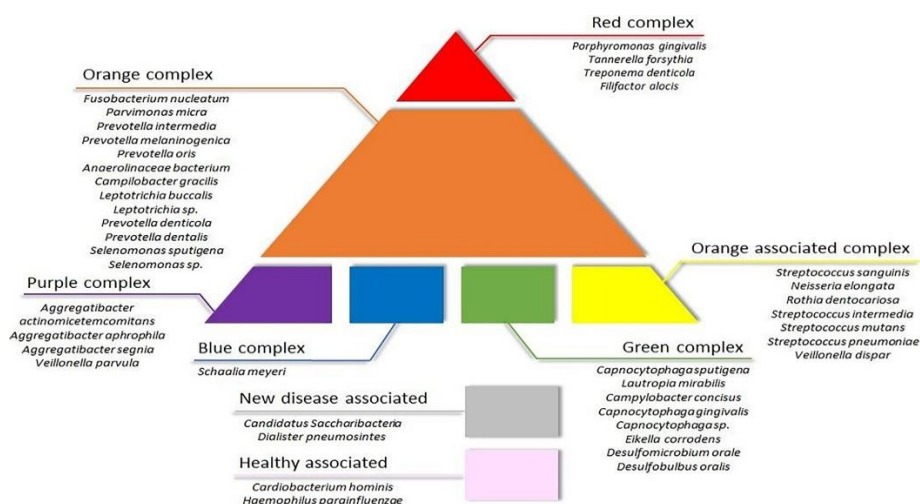 Red complex
Porphyromonas gingivalis
Tannerella forsythia
Treponema denticola
Filifactor alocis
Orange complex
Fusobacterium nucleatum
Parvimonas micra
Prevotella intermedia
Prevotella melaninogenica
Prevotella oris
Anaerolinaceae bacterium
Campilobacter gracilis
Leptotrichia buccalis
Leptotrichia sp.
Prevotella denticola
Prevotella dentalis
Selenomonas sputigena
Selenomonas sp.
Orange associated complex
Streptococcus sanguinis
Neisseria elongata
Rothia dentocariosa
Streptococcus intermedia
Streptococcus mutans
Streptococcus pneumoniae
Veillonella dispar
Purple complex
Aggregatibacter
actinomicetemcomitans
Aggregatibacter aphrophila
Aggregatibacter segnia
Veillonella parvula
Blue complex
Schaalia meyeri
Green complex
Capnocytophaga sputigena
Lautropia mirabilis
Campylobacter concisus
Capnocytophaga gingivalis
Capnocytophaga sp.
Eikella corrodens
Desulfomicrobium orale
Desulfobulbus oralis
New disease associated
Candidatus Saccharibacteria
Dialister pneumosintes
Healthy associated
Cardiobacterium hominis
Haemophilus parainfluenzae